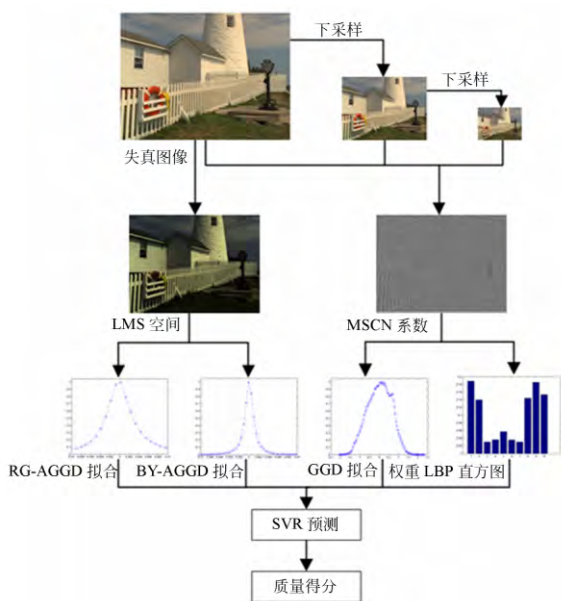 下采样
下采样
失真图像
LMS 空间
MSCN 系数
RG-AGGD 拟合
BY-AGGD 拟合
GGD 拟合
权重 LBP 直方图
SVR 预测
质量得分